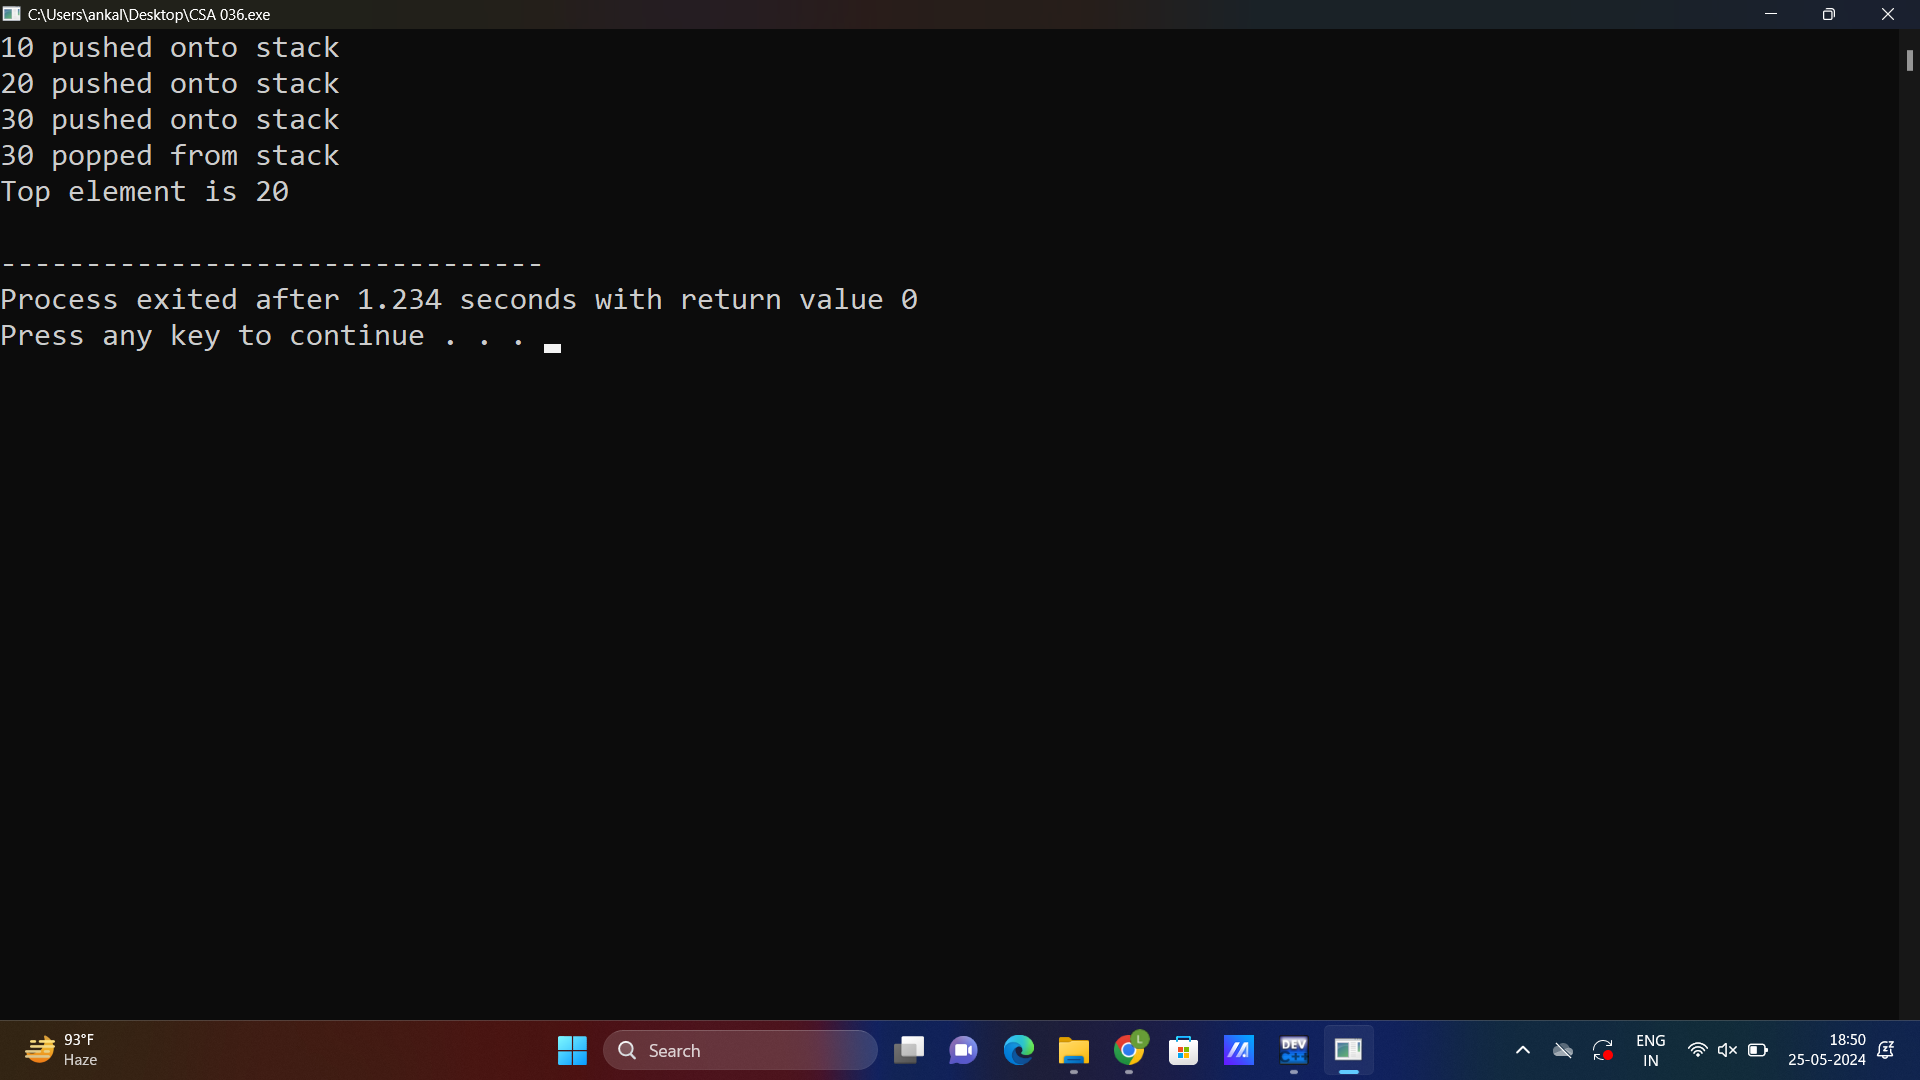 C:\Users\ankal\Desktop\CSA 036.exe
10 pushed onto stack
20 pushed onto stack
30 pushed onto stack
30 popped from stack
Top element is 20
--------------------------------
Process exited after 1.234 seconds with return value 0
Press any key to continue . . .
93°F
Haze
Search
L
DEV
C++
ENG
IN
18:50
25-05-2024